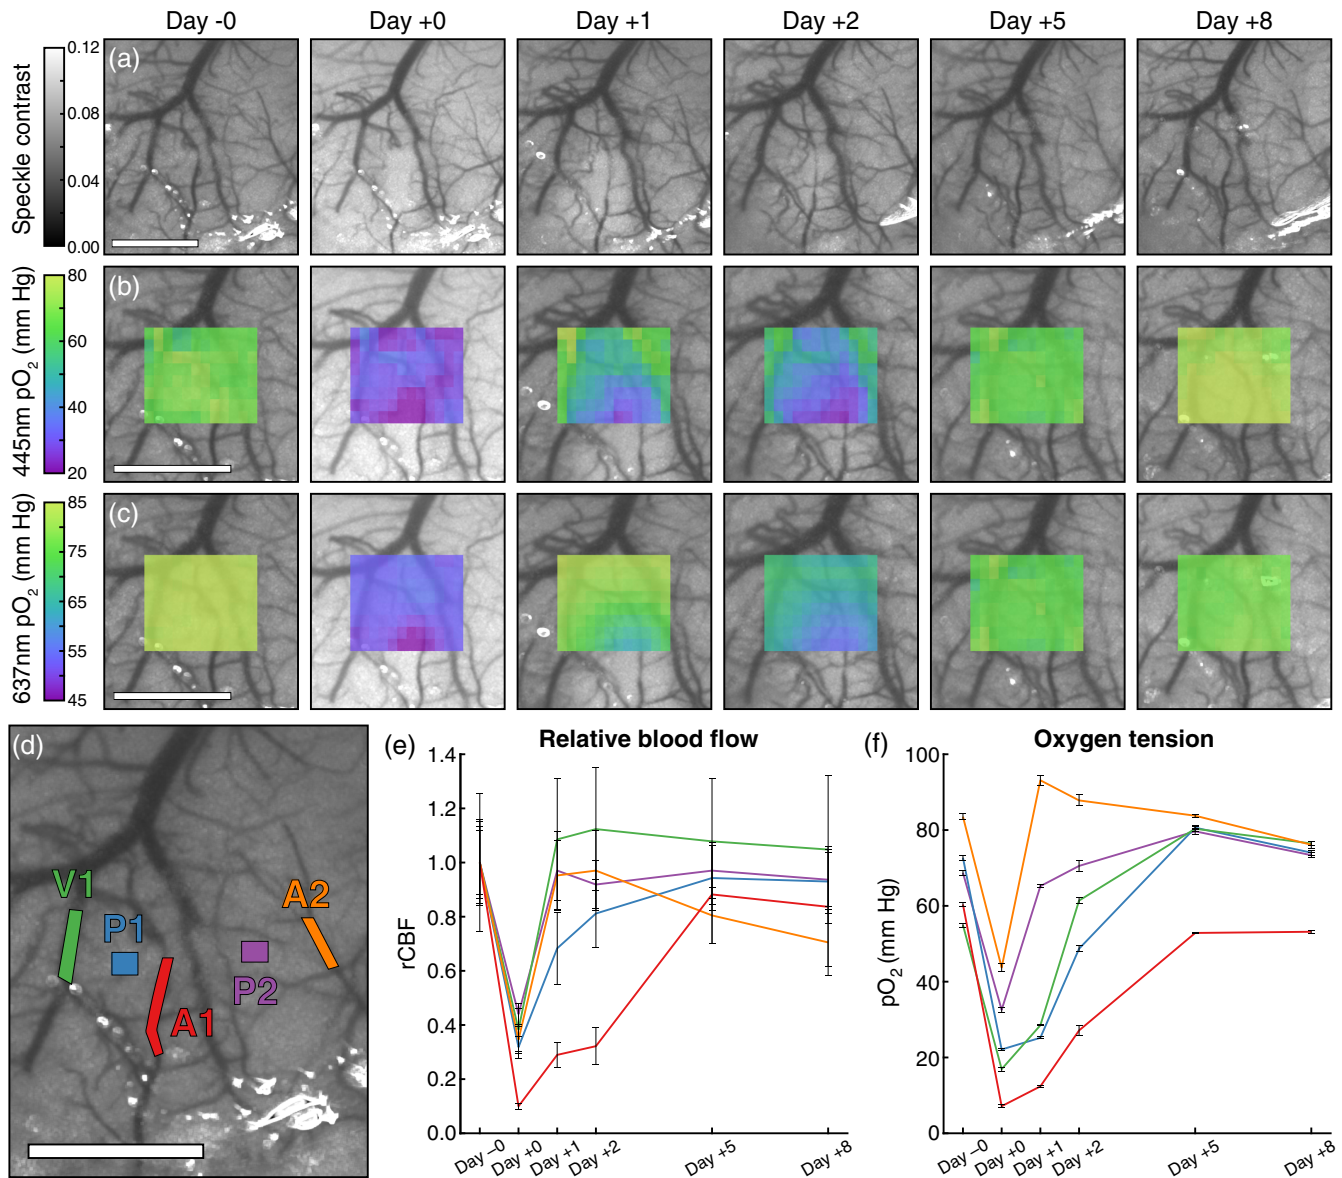 Day -0 Day +0 Day +1 Day +2 Day +5 Day +8
Speckle contrast
0.12
0.08
0.04
0.00
(a)
445nm pO2 (mm Hg)
80
60
40
20
(b)
637nm pO2 (mm Hg)
85
75
65
55
45
(c)
(d)
V1
P1
A2
P2
A1
(e)
Relative blood flow
rCBF
1.4
1.2
1.0
0.8
0.6
0.4
0.2
0.0
Day −0 Day +0 Day +1 Day +2 Day +5 Day +8
(f)
Oxygen tension
pO2 (mm Hg)
100
80
60
40
20
0
Day −0 Day +0 Day +1 Day +2 Day +5 Day +8